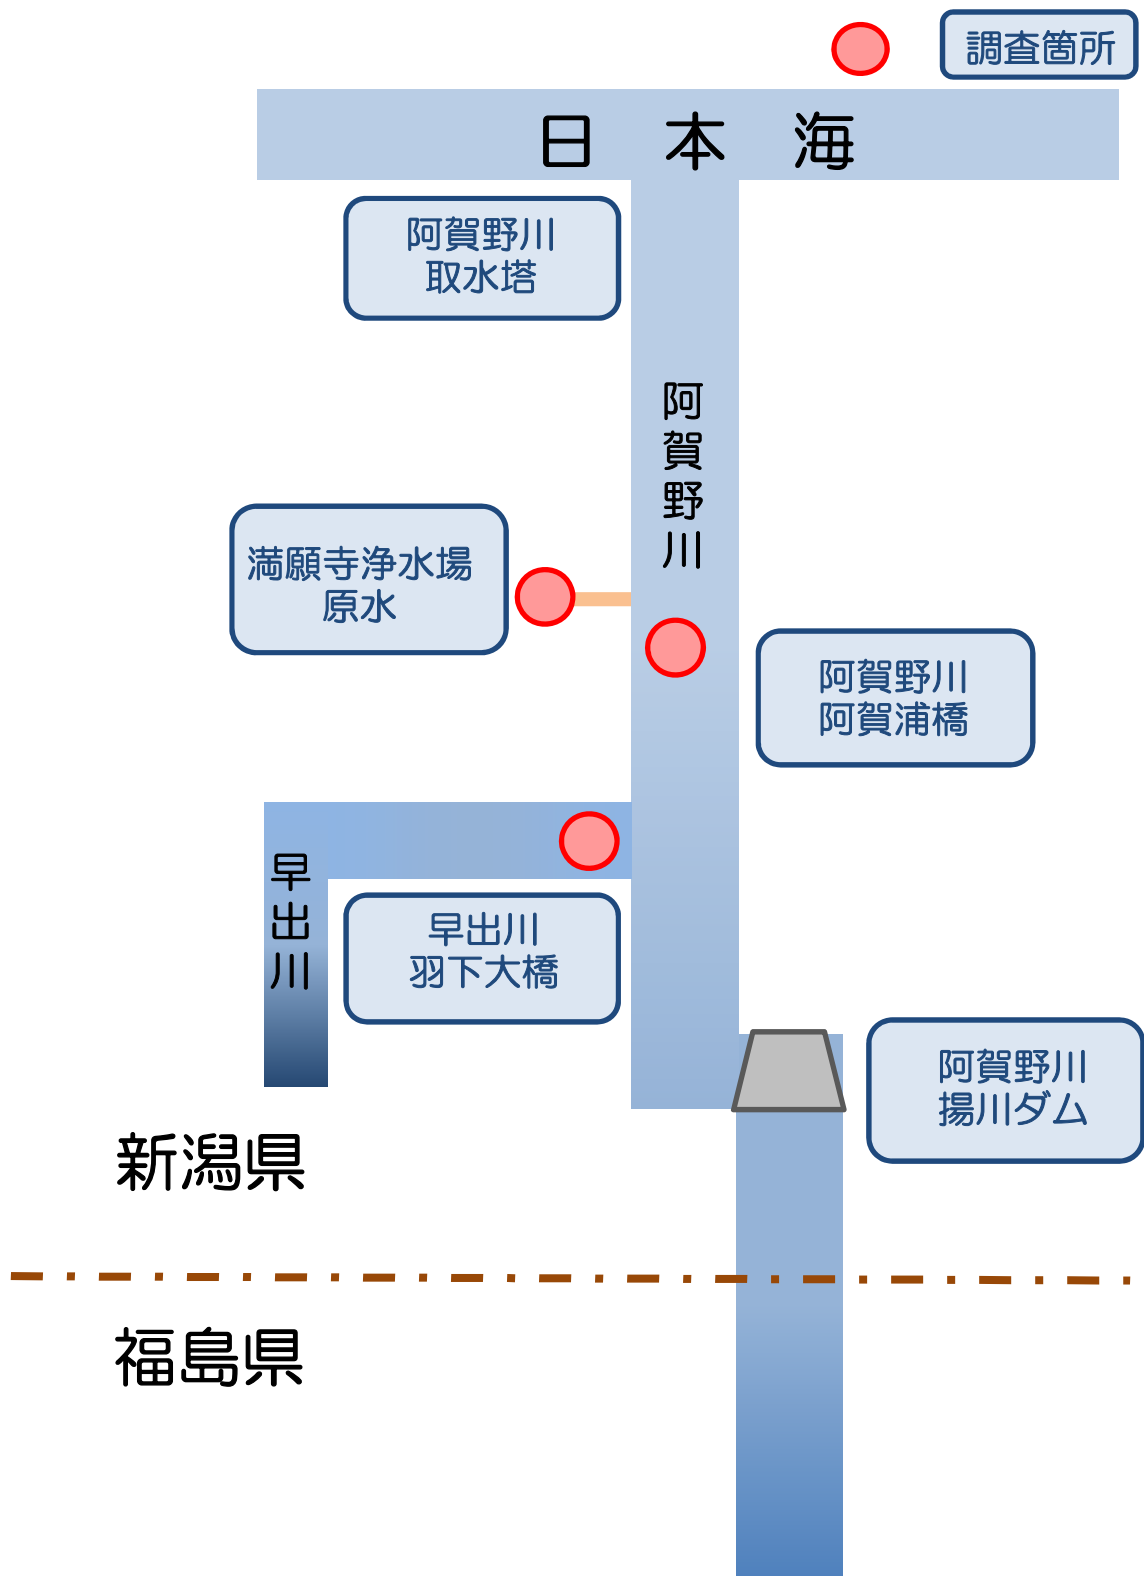 調査箇所
日本海
阿賀野川
取水塔
阿賀野川
満願寺浄水場
原水
阿賀野川
阿賀浦橋
早出川
早出川
羽下大橋
阿賀野川
揚川ダム
新潟県
福島県